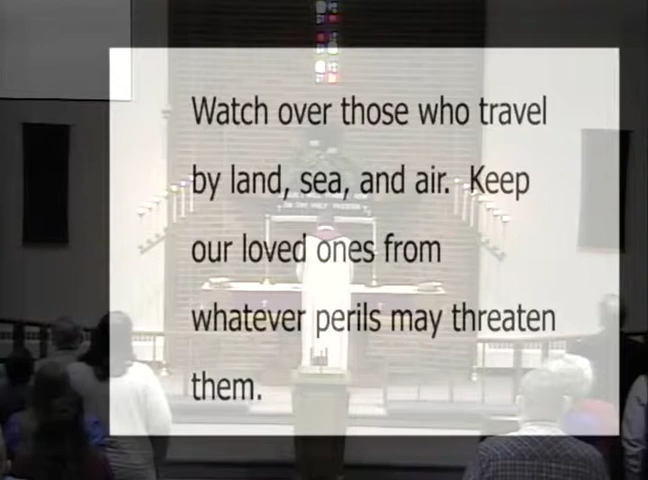 Watch over those who travel
by land, sea, and air.  Keep
our loved ones from
whatever perils may threaten
them.